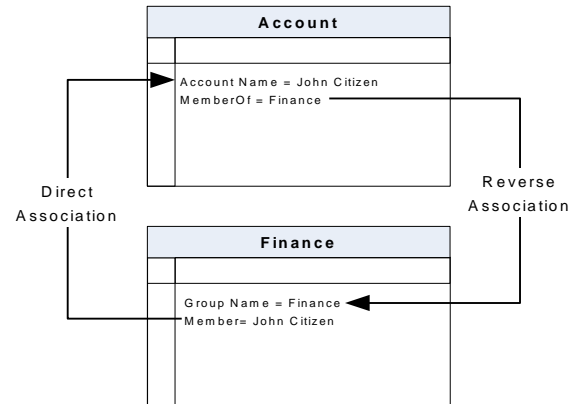 Account
Account Name = John Citizen
MemberOf = Finance
Direct
Association
Reverse
Association
Finance
Group Name = Finance
Member= John Citizen